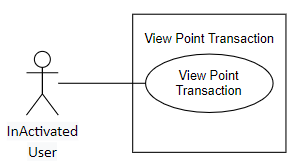 View Point Transaction
View Point
Transaction
InActivated
User